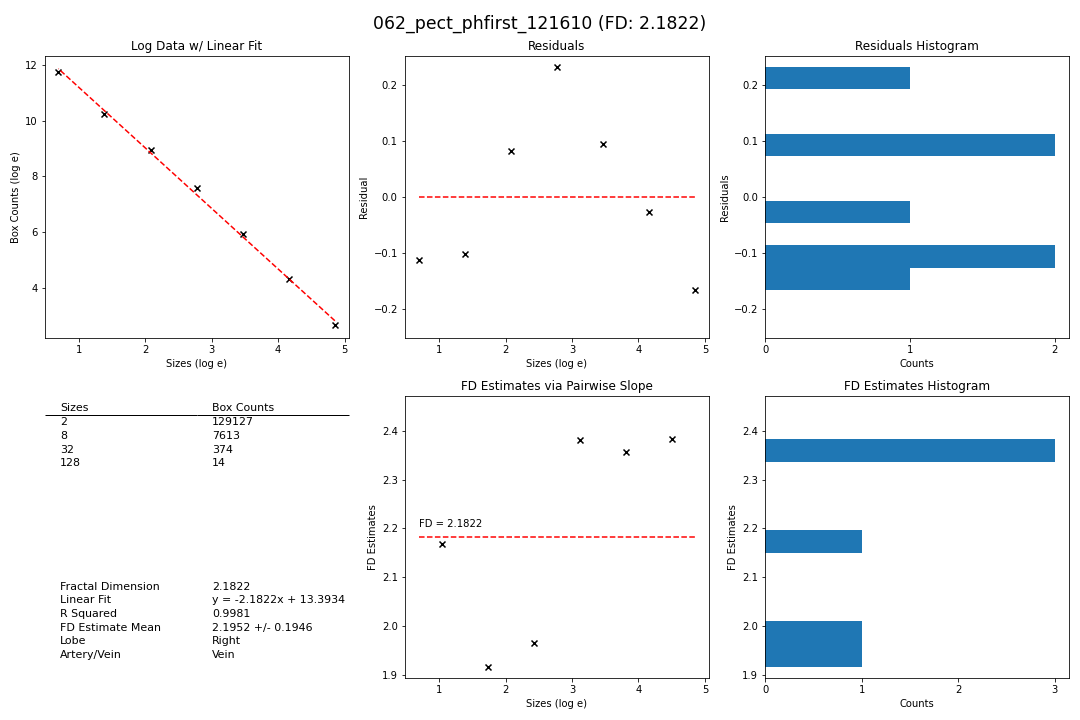 062_pect_phfirst_121610 (FD: 2.1822)
Log Data w/ Linear Fit
Box Counts (log e)
12
10
8
6
4
1 2 3 4 5
Sizes (log e)
Residuals
Residual
0.2
0.1
0.0
−0.1
−0.2
1 2 3 4 5
Sizes (log e)
Residuals Histogram
Residuals
0.2
0.1
0.0
−0.1
−0.2
0 1 2
Counts
Sizes Box Counts
2 129127
8 7613
32 374
128 14
Fractal Dimension 2.1822
Linear Fit y = -2.1822x + 13.3934
R Squared 0.9981
FD Estimate Mean 2.1952 +/- 0.1946
Lobe Right
Artery/Vein Vein
FD Estimates via Pairwise Slope
FD Estimates
2.4
2.3
2.2
2.1
2.0
1.9
FD = 2.1822
1 2 3 4 5
Sizes (log e)
FD Estimates Histogram
FD Estimates
2.4
2.3
2.2
2.1
2.0
1.9
0 1 2 3
Counts